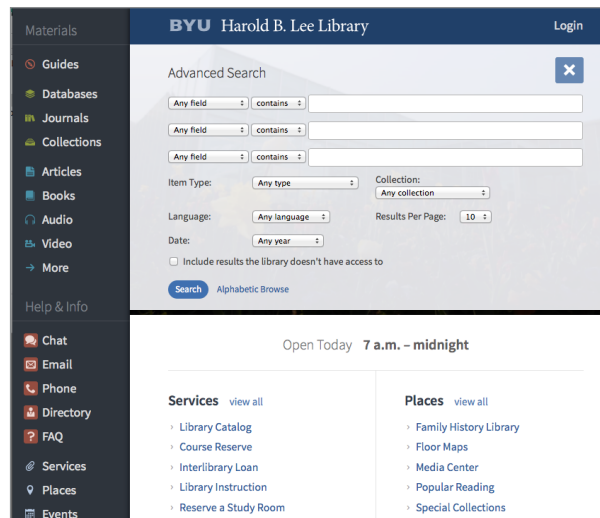 Materials
Guides
Databases
Journals
Collections
Articles
Books
Audio
Video
More
Help & Info
Chat
Email
Phone
Directory
? FAQ
Services
Places
Events
BYU Harold B. Lee Library
Login
Advanced Search
Any field contains
Any field contains
Any field contains
Item Type: Any type
Collection:
Any collection
Language: Any language
Results Per Page: 10
Date: Any year
Include results the library doesn't have access to
Search Alphabetic Browse
Open Today 7 a.m. – midnight
Services view all
Library Catalog
Course Reserve
Interlibrary Loan
Library Instruction
Reserve a Study Room
Places view all
Family History Library
Floor Maps
Media Center
Popular Reading
Special Collections